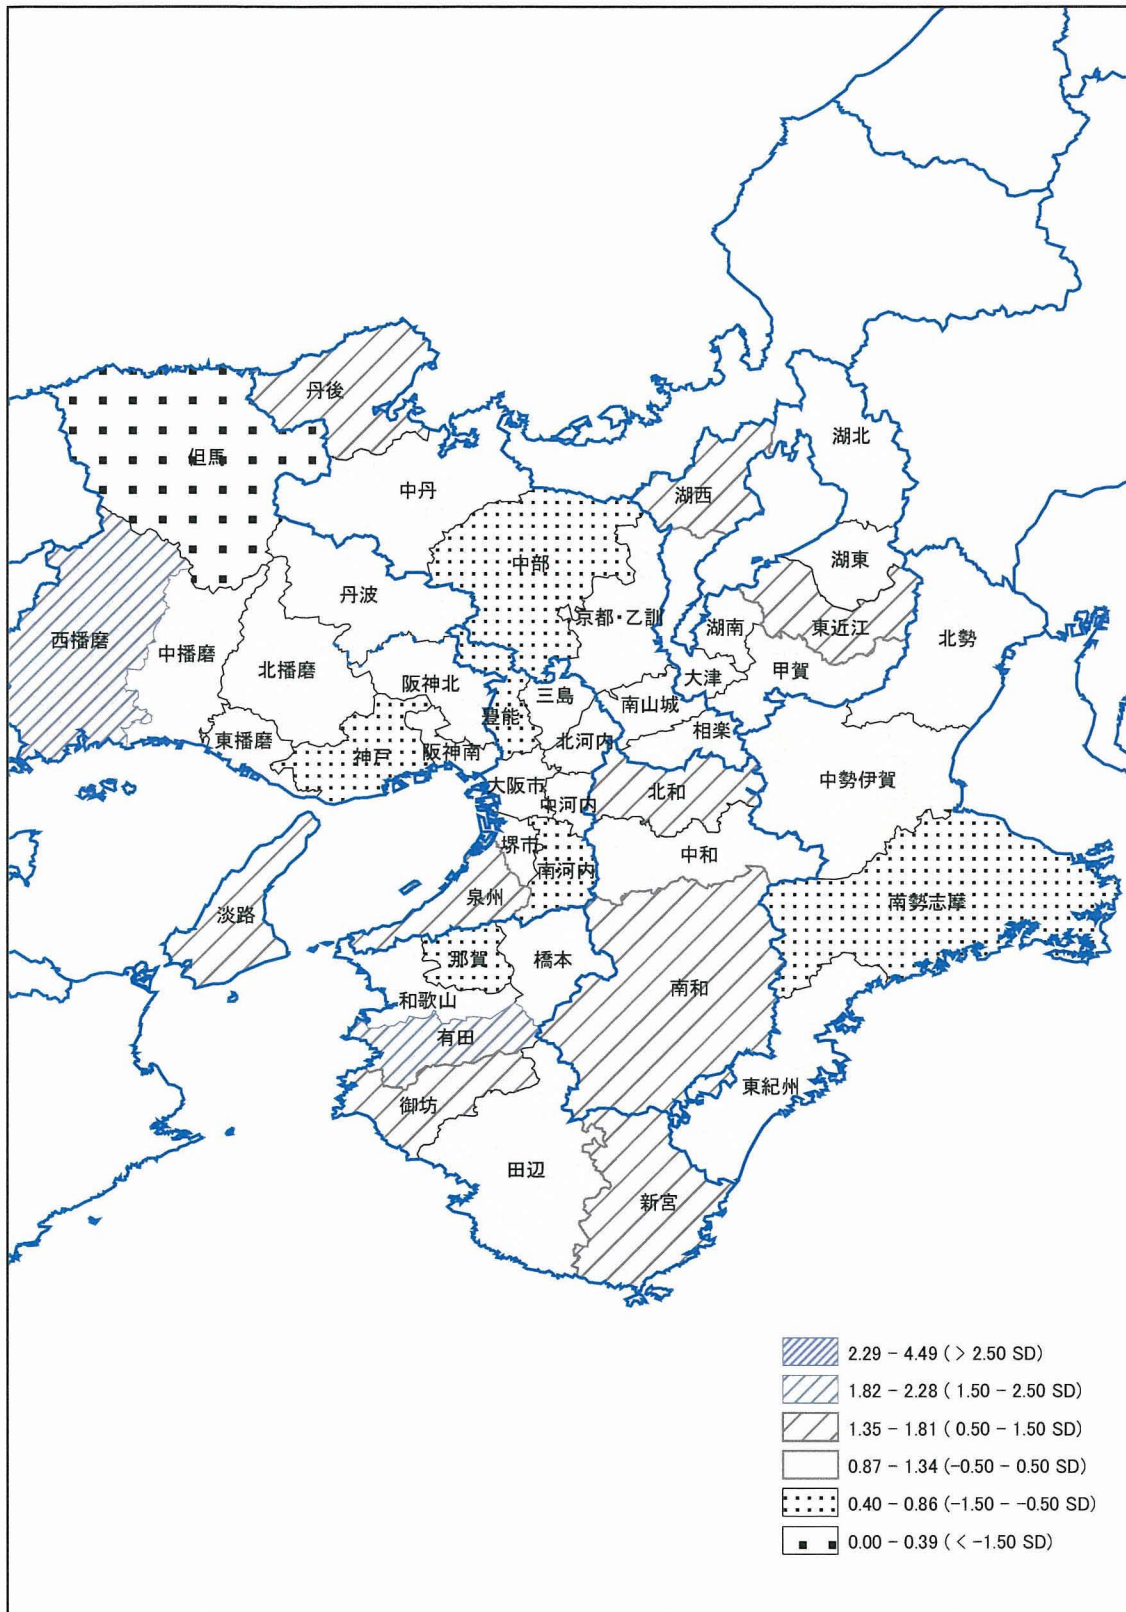 丹後
湖北
但馬
中丹
湖西
中部
湖東
丹波
京都・乙訓
湖南
東近江
北勢
西播磨
中播磨
北播磨
阪神北
三島
大津
甲賀
南山城
豊能
東播磨
神戸
阪神南
北河内
相楽
大阪市
中河内
北和
中勢伊賀
堺市
中和
南河内
泉州
淡路
南勢志摩
那賀
橋本
和歌山
南和
有田
東紀州
御坊
田辺
新宮
2.29 - 4.49 ( > 2.50 SD)
1.82 - 2.28 ( 1.50 - 2.50 SD)
1.35 - 1.81 ( 0.50 - 1.50 SD)
0.87 - 1.34 (-0.50 - 0.50 SD)
0.40 - 0.86 (-1.50 - -0.50 SD)
0.00 - 0.39 ( < -1.50 SD)